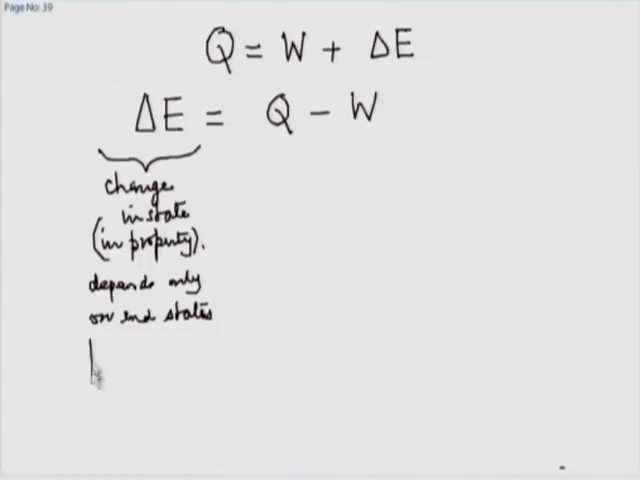 Page No: 39
Q = W + ΔE
ΔE = Q - W
change
in state
(in property).
depends only
on end states